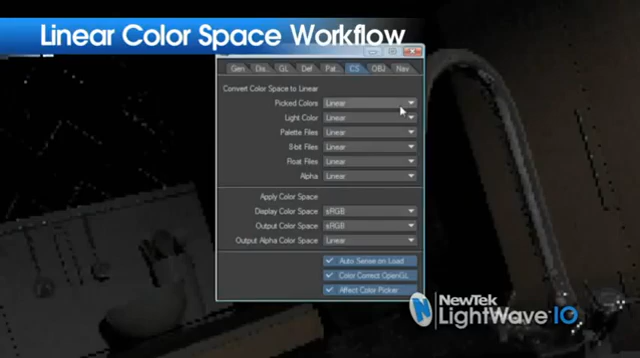 Linear Color Space Workflow
Gen Dis GL Def Pat CS OBJ Nav
Convert Color Space to Linear
Picked Colors Linear
Light Color Linear
Palette Files Linear
8-bit Files Linear
Float Files Linear
Alpha Linear
Apply Color Space
Display Color Space sRGB
Output Color Space sRGB
Output Alpha Color Space Linear
Auto Sense on Load
Color Correct OpenGL
Affect Color Picker
NewTek
LightWave 10